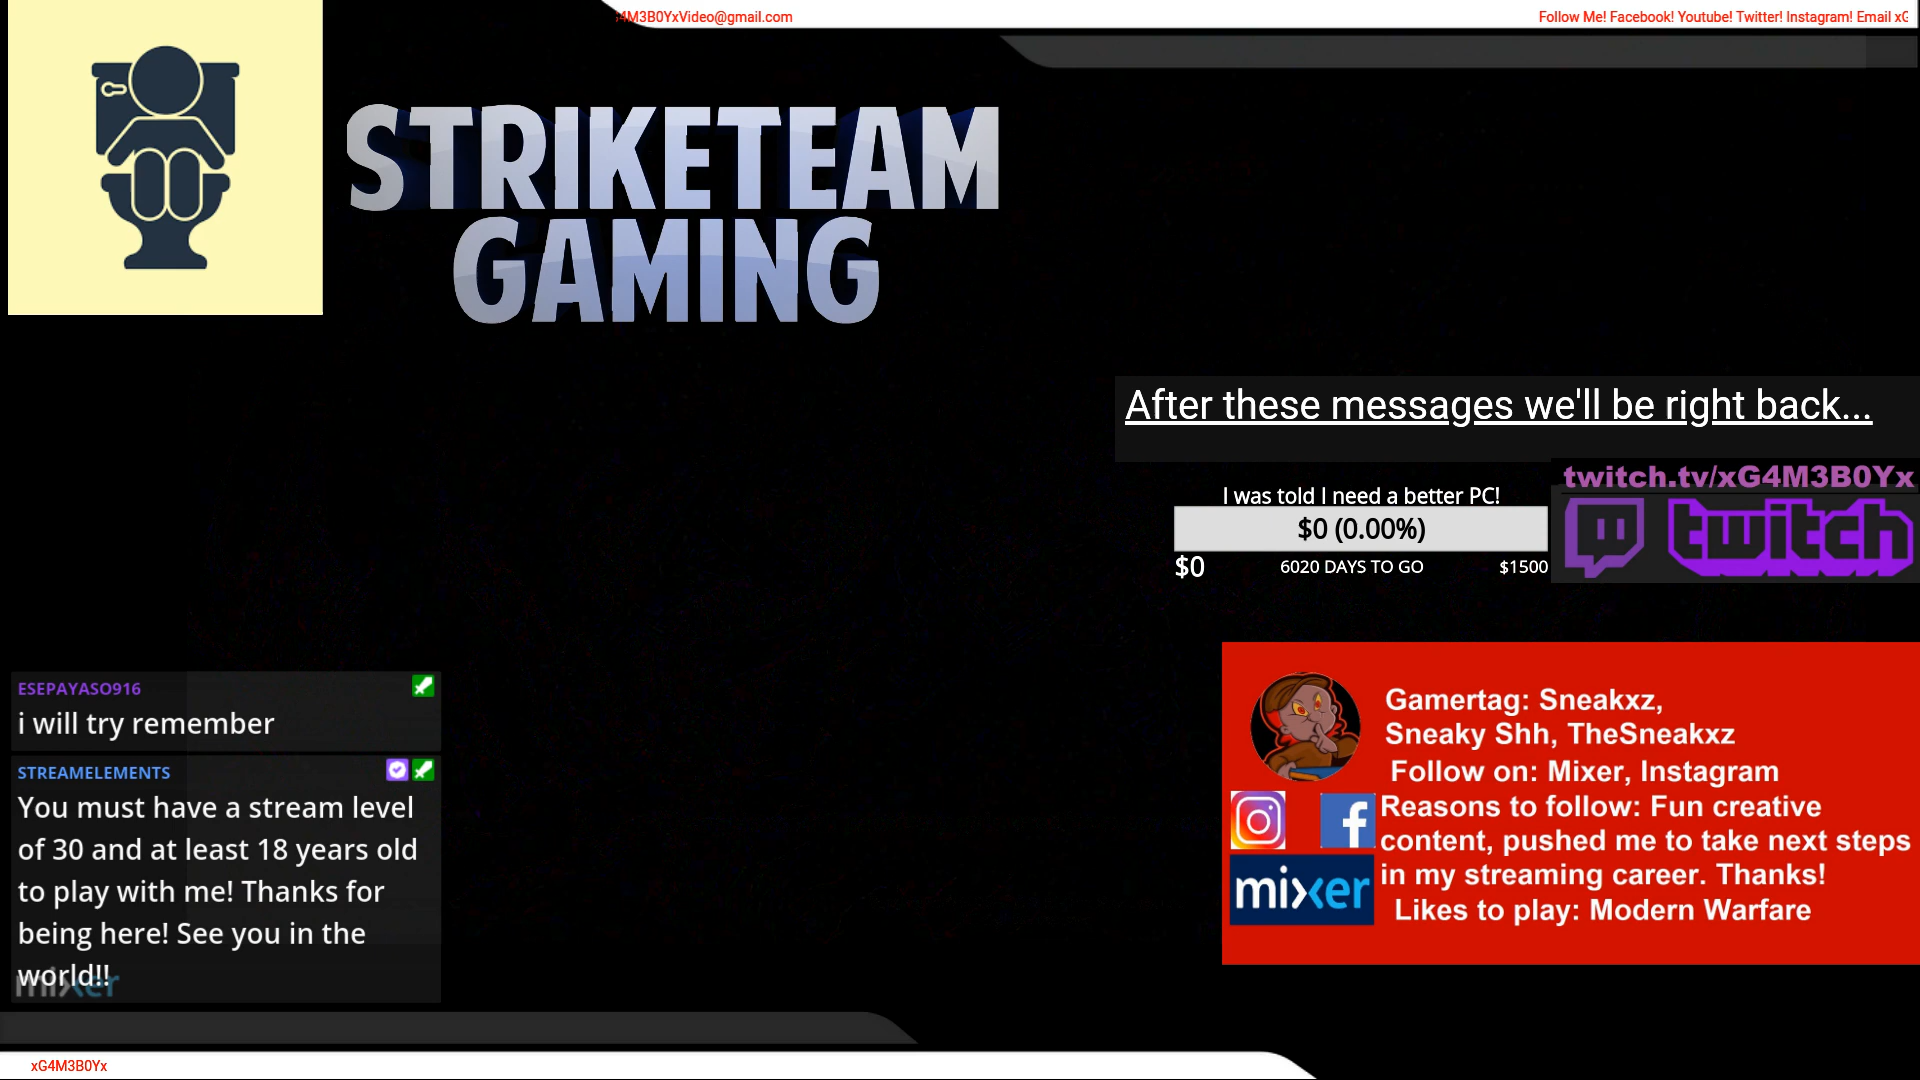 4M3B0YxVideo@gmail.com
Follow Me! Facebook! Youtube! Twitter! Instagram! Email
STRIKETEAM
GAMING
After these messages we'll be right back...
twitch.tv/xG4M3B0Yx
twitch
I was told I need a better PC!
$0 (0.00%)
$0
6020 DAYS TO GO
$1500
ESEPAYASO916
i will try remember
STREAMELEMENTS
You must have a stream level
of 30 and at least 18 years old
to play with me! Thanks for
being here! See you in the
world!!
mixer
Gamertag: Sneakxz,
Sneaky Shh, TheSneakxz
Follow on: Mixer, Instagram
Reasons to follow: Fun creative
content, pushed me to take next steps
in my streaming career. Thanks!
Likes to play: Modern Warfare
mixer
xG4M3B0Yx